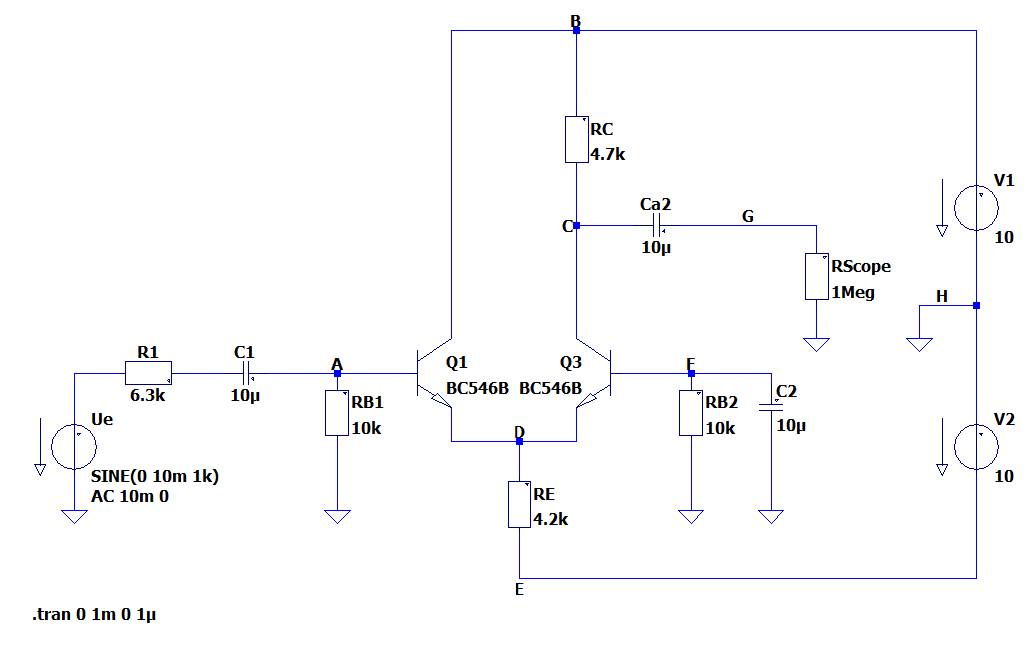 B
RC
4.7k
V1
10
Ca2
C
G
10µ
RScope
1Meg
H
R1
C1
A
Q1
Q3
F
6.3k
10µ
BC546B
BC546B
RB1
10k
RB2
10k
C2
10µ
Ue
D
V2
SINE(0 10m 1k)
AC 10m 0
10
RE
4.2k
E
.tran 0 1m 0 1µ